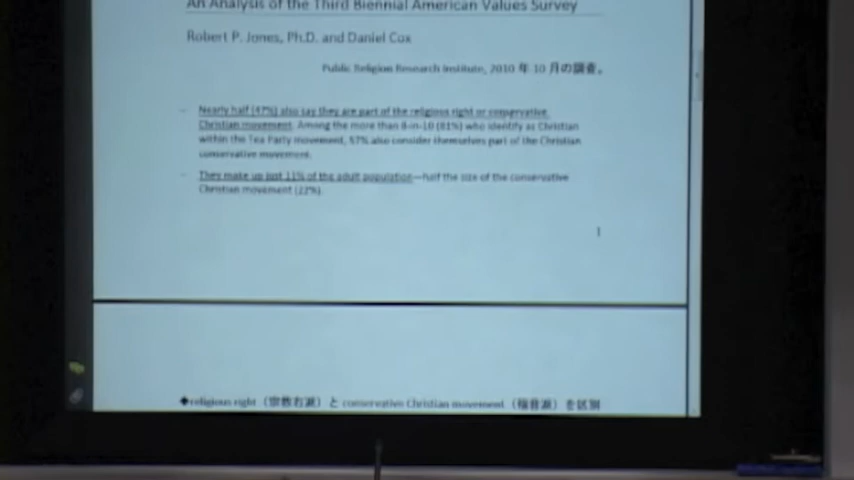 An Analysis of the Third Biennial American Values Survey
Robert P. Jones, Ph.D. and Daniel Cox
Public Religion Research Institute, 2010 年 10 月の調査。
- Nearly half (47%) also say they are part of the religious right or conservative
Christian movement. Among the more than 8-in-10 (81%) who identify as Christian
within the Tea Party movement, 57% also consider themselves part of the Christian
conservative movement.
- They make up just 11% of the adult population—half the size of the conservative
Christian movement (22%).
1
◆religious right（宗教右派）と conservative Christian movement（福音派）を区別